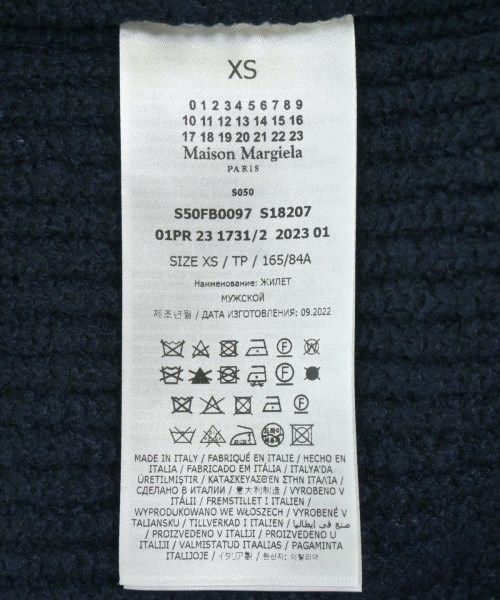 XS
0 1 2 3 4 5 6 7 8 9
10 11 12 13 14 15 16
17 18 19 20 21 22 23
Maison Margiela
PARIS
S050
S50FB0097 S18207
01PR 23 1731/2 2023 01
SIZE XS / TP / 165/84A
Наименование: ЖИЛЕТ
МУЖСКОЙ
제조년월 / ДАТА ИЗГОТОВЛЕНИЯ: 09.2022
MADE IN ITALY / FABRIQUÉ EN ITALIE / HECHO EN
ITALIA / FABRICADO EM ITÁLIA / ITALYA'DA
ÜRETILMIŞTIR / ΚΑΤΑΣΚΕΥΑΣΘΕΝ ΣΤΗΝ ΙΤΑΛΙΑ /
СДЕЛАНО В ИТАЛИИ / 意大利制造 / VYROBENO V
ITÁLII / FREMSTILLET I ITALIEN /
WYPRODUKOWANO WE WŁOSZECH / VYROBENÉ V
TALIANSKU / TILLVERKAD I ITALIEN / صنع في ايطاليا
/ PROIZVEDENO V ITALIJI / PROIZVEDENO U
ITALIJI / VALMISTATUD ITAALIAS / PAGAMINTA
ITALIJOJE / イタリア製 / 원산지: 이탈리아